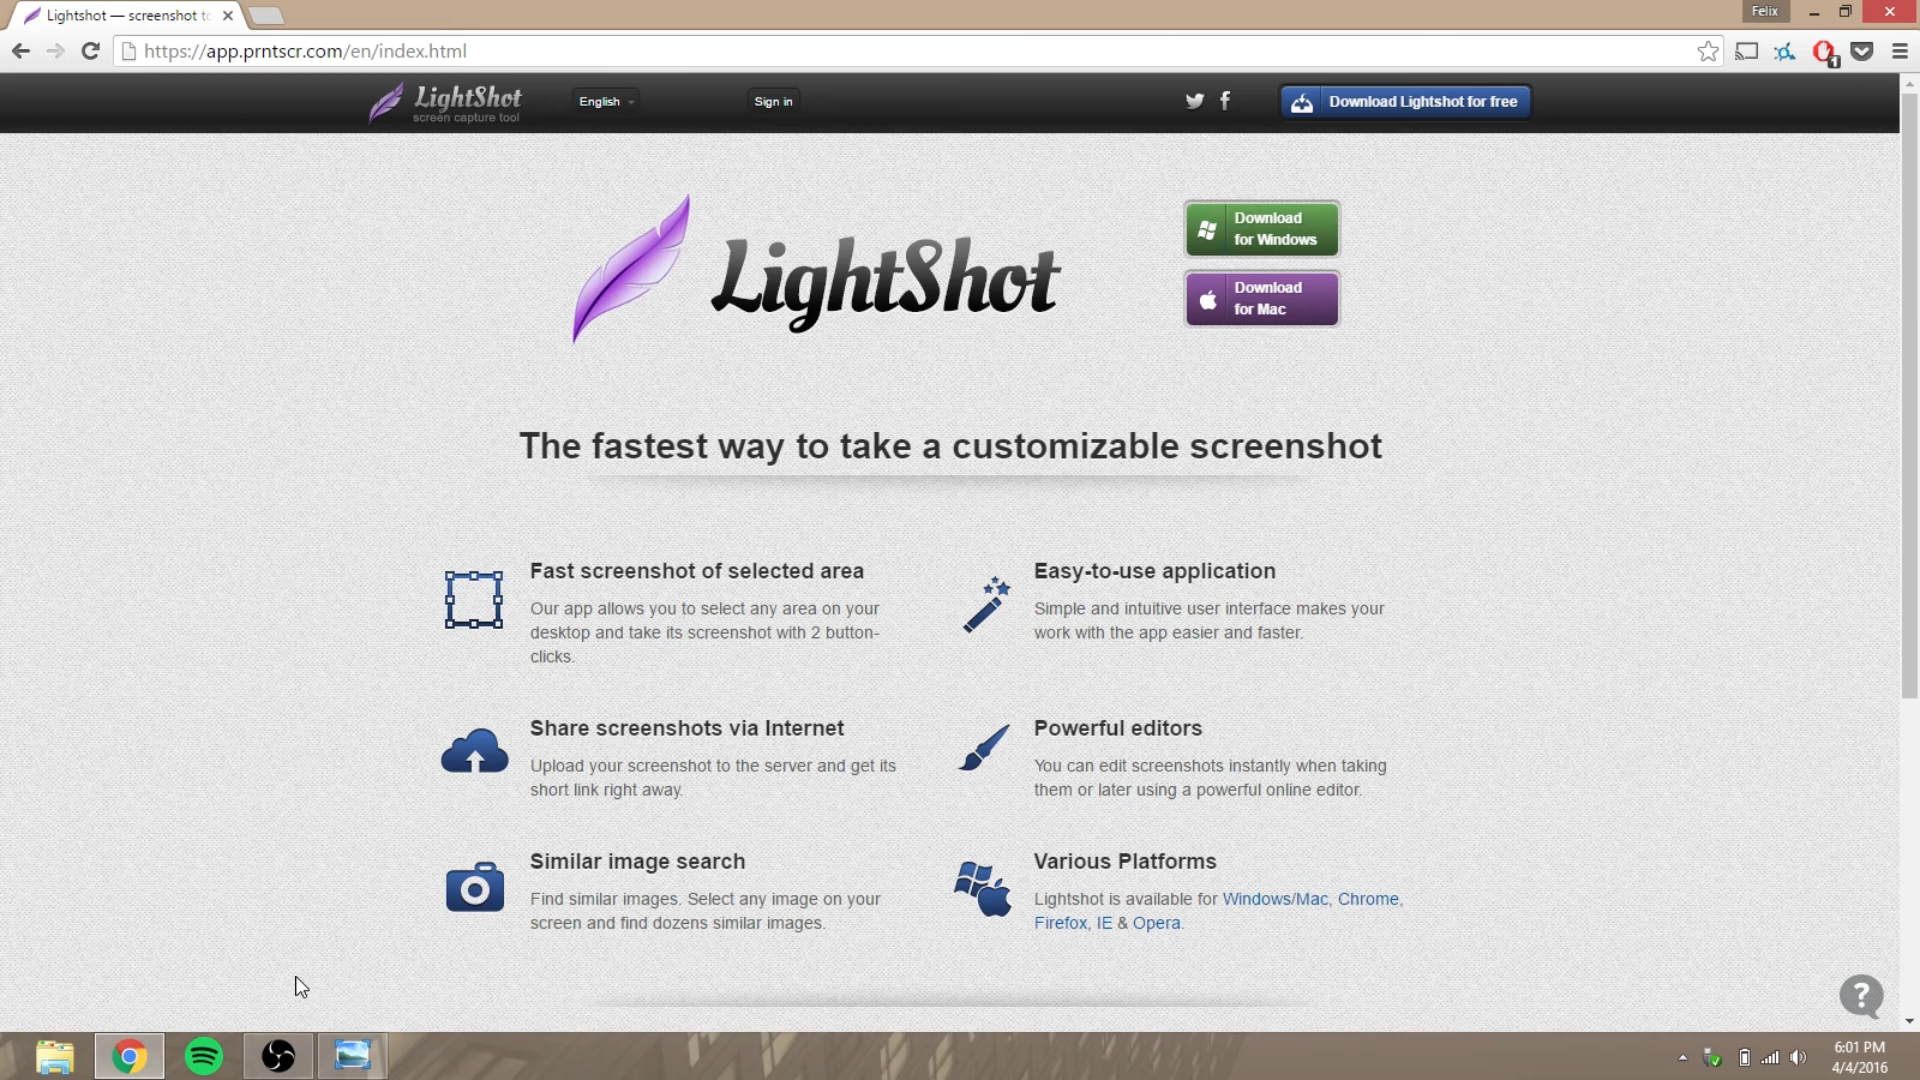 Lightshot — screenshot to
Felix
https://app.prntscr.com/en/index.html
1
LightShot
screen capture tool
English
Sign in
Download Lightshot for free
LightShot
Download
for Windows
Download
for Mac
The fastest way to take a customizable screenshot
Fast screenshot of selected area
Our app allows you to select any area on your
desktop and take its screenshot with 2 button-
clicks.
Easy-to-use application
Simple and intuitive user interface makes your
work with the app easier and faster.
Share screenshots via Internet
Upload your screenshot to the server and get its
short link right away.
Powerful editors
You can edit screenshots instantly when taking
them or later using a powerful online editor.
Similar image search
Find similar images. Select any image on your
screen and find dozens similar images.
Various Platforms
Lightshot is available for Windows/Mac, Chrome,
Firefox, IE & Opera.
?
6:01 PM
4/4/2016